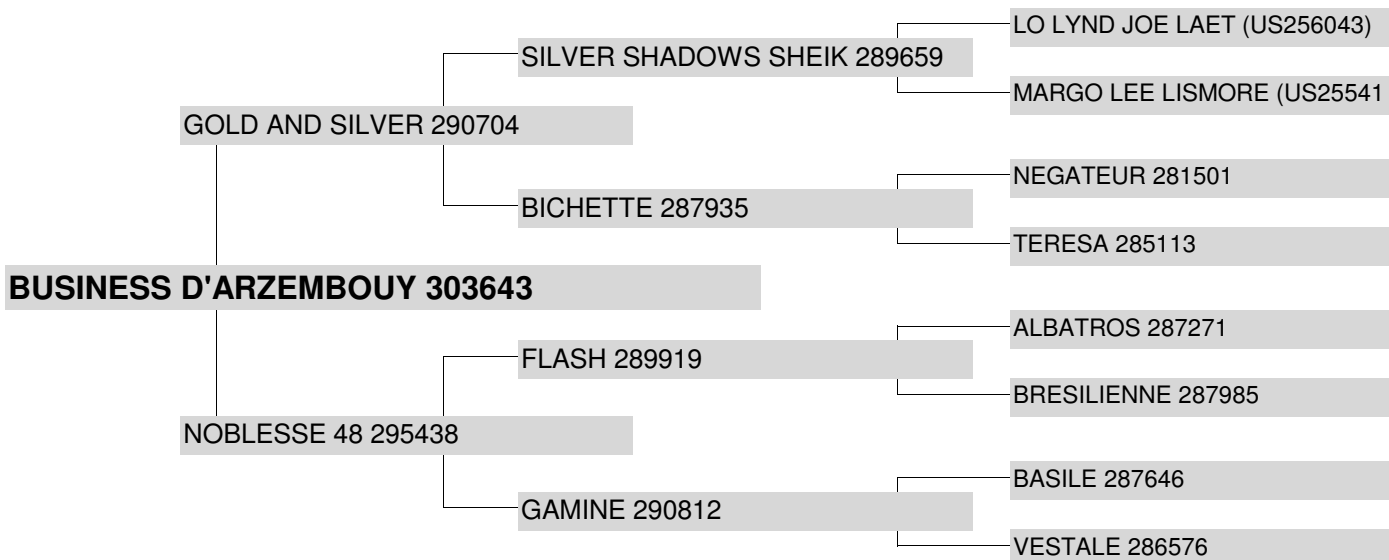 LO LYND JOE LAET (US256043)
SILVER SHADOWS SHEIK 289659
MARGO LEE LISMORE (US25541
GOLD AND SILVER 290704
NEGATEUR 281501
BICHETTE 287935
TERESA 285113
BUSINESS D'ARZEMBOUY 303643
ALBATROS 287271
FLASH 289919
BRESILIENNE 287985
NOBLESSE 48 295438
BASILE 287646
GAMINE 290812
VESTALE 286576